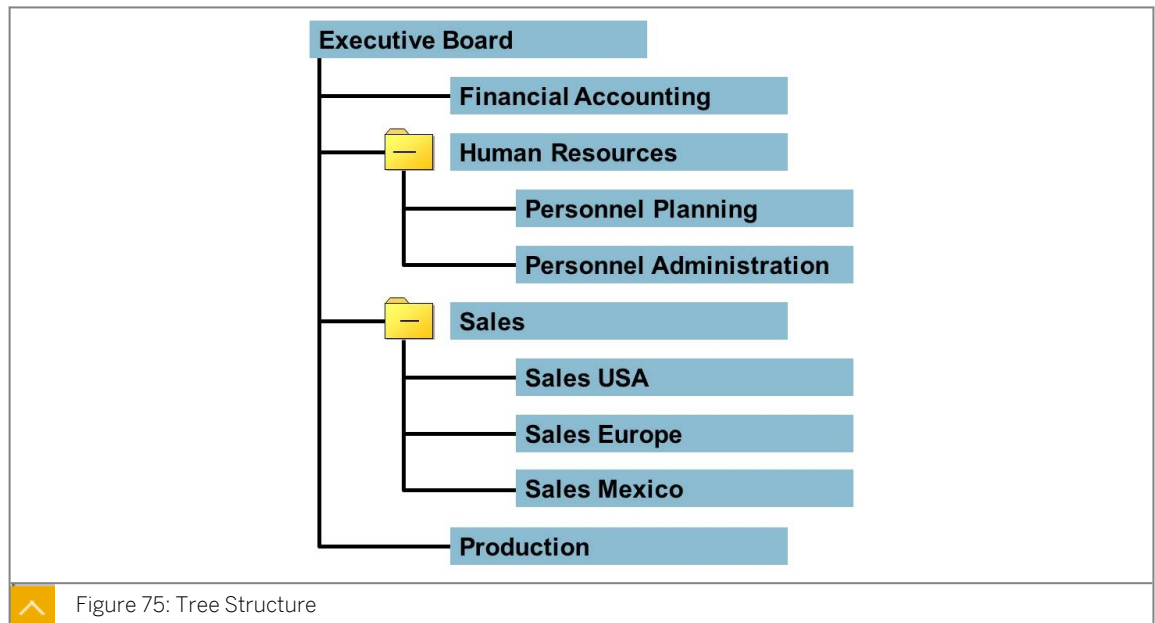 Executive Board
Financial Accounting
Human Resources
Personnel Planning
Personnel Administration
Sales
Sales USA
Sales Europe
Sales Mexico
Production
Figure 75: Tree Structure